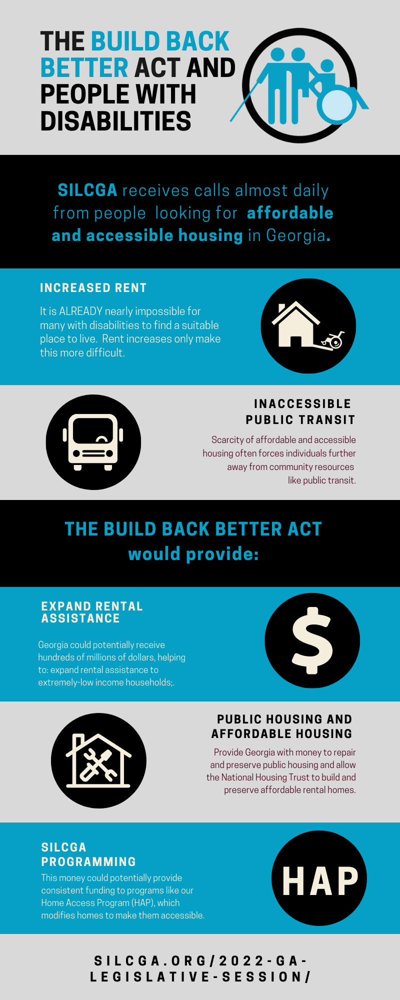 THE BUILD BACK
BETTER ACT AND
PEOPLE WITH
DISABILITIES
SILCGA receives calls almost daily
from people looking for affordable
and accessible housing in Georgia.
INCREASED RENT
It is ALREADY nearly impossible for
many with disabilities to find a suitable
place to live. Rent increases only make
this more difficult.
INACCESSIBLE
PUBLIC TRANSIT
Scarcity of affordable and accessible
housing often forces individuals further
away from community resources
like public transit.
THE BUILD BACK BETTER ACT
would provide:
EXPAND RENTAL
ASSISTANCE
Georgia could potentially receive
hundreds of millions of dollars, helping
to: expand rental assistance to
extremely-low income households;.
PUBLIC HOUSING AND
AFFORDABLE HOUSING
Provide Georgia with money to repair
and preserve public housing and allow
the National Housing Trust to build and
preserve affordable rental homes.
SILCGA
PROGRAMMING
This money could potentially provide
consistent funding to programs like our
Home Access Program (HAP), which
modifies homes to make them accessible.
HAP
SILCGA.ORG/2022-GA-
LEGISLATIVE-SESSION/